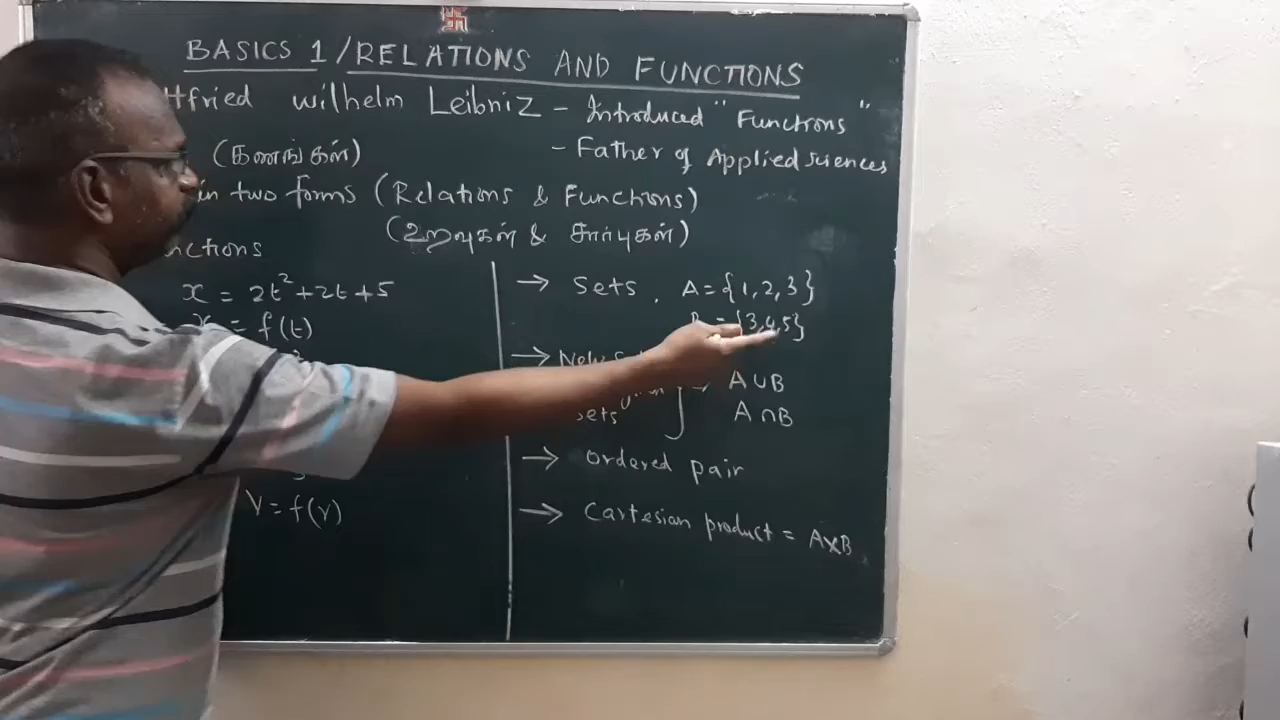 BASICS 1 / RELATIONS AND FUNCTIONS
tfried Wilhelm Leibniz - Introduced "Functions"
(கணங்கள்)
- Father of Applied Sciences
in two forms (Relations & Functions)
(உறவுகள் & சார்புகள்)
nctions
x = 2t² + 2t + 5
x = f(t)
V = f(r)
→ Sets. A = {1, 2, 3}
= {3, 4, 5}
→ New
sets } → A∪B
A∩B
→ Ordered pair
→ Cartesian product = A×B